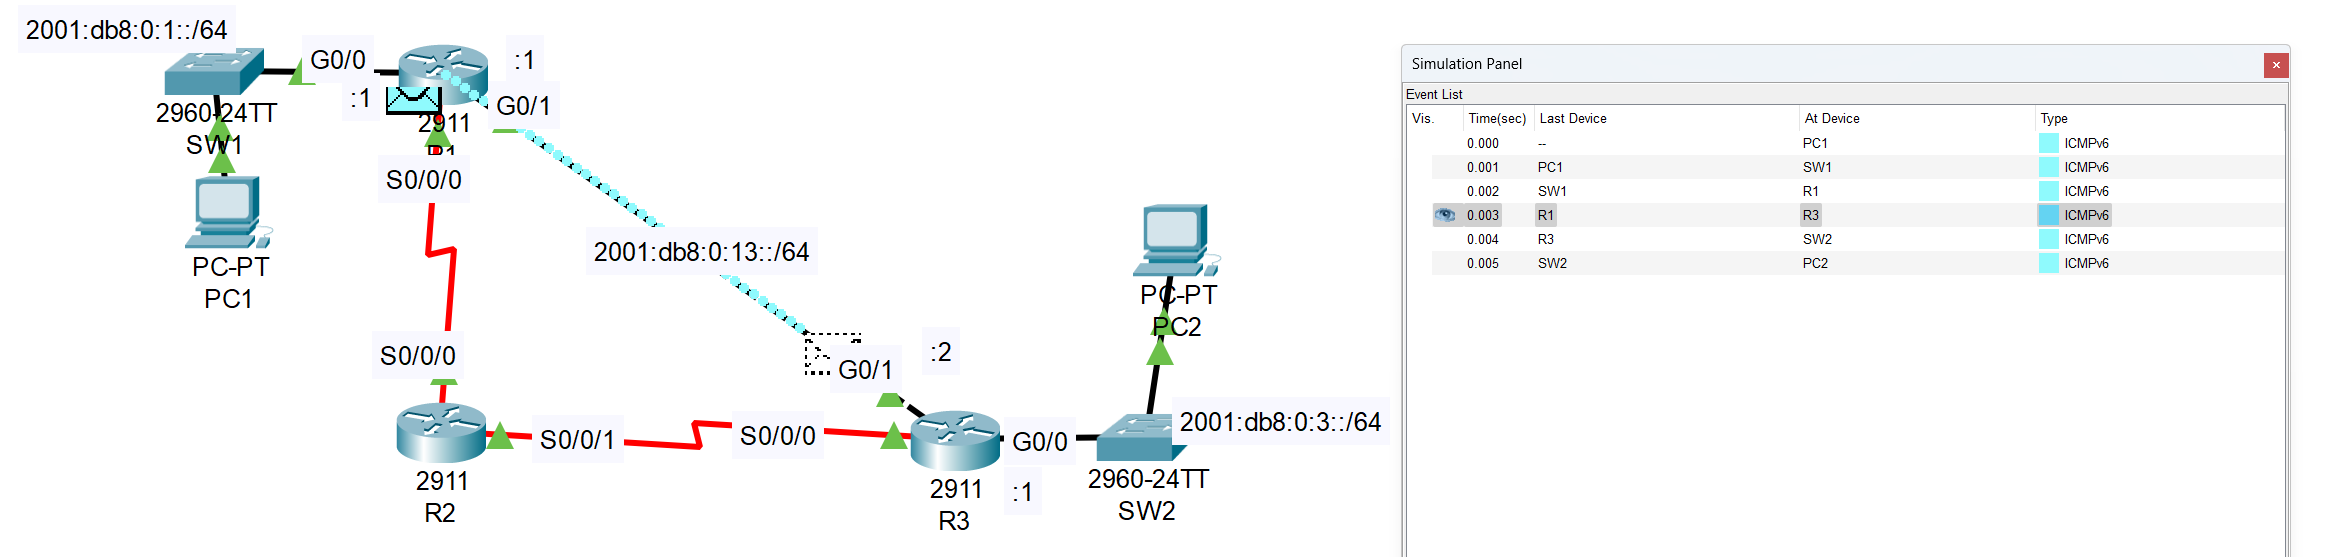 2001:db8:0:1::/64
G0/0
:1
:1
G0/1
2960-24TT
SW1
2911
R1
S0/0/0
PC-PT
PC1
2001:db8:0:13::/64
S0/0/0
G0/1
:2
PC-PT
PC2
2001:db8:0:3::/64
S0/0/1
S0/0/0
G0/0
2911
R2
2911
R3
:1
2960-24TT
SW2
Simulation Panel
Event List
Vis. Time(sec) Last Device At Device Type
0.000 -- PC1 ICMPv6
0.001 PC1 SW1 ICMPv6
0.002 SW1 R1 ICMPv6
0.003 R1 R3 ICMPv6
0.004 R3 SW2 ICMPv6
0.005 SW2 PC2 ICMPv6